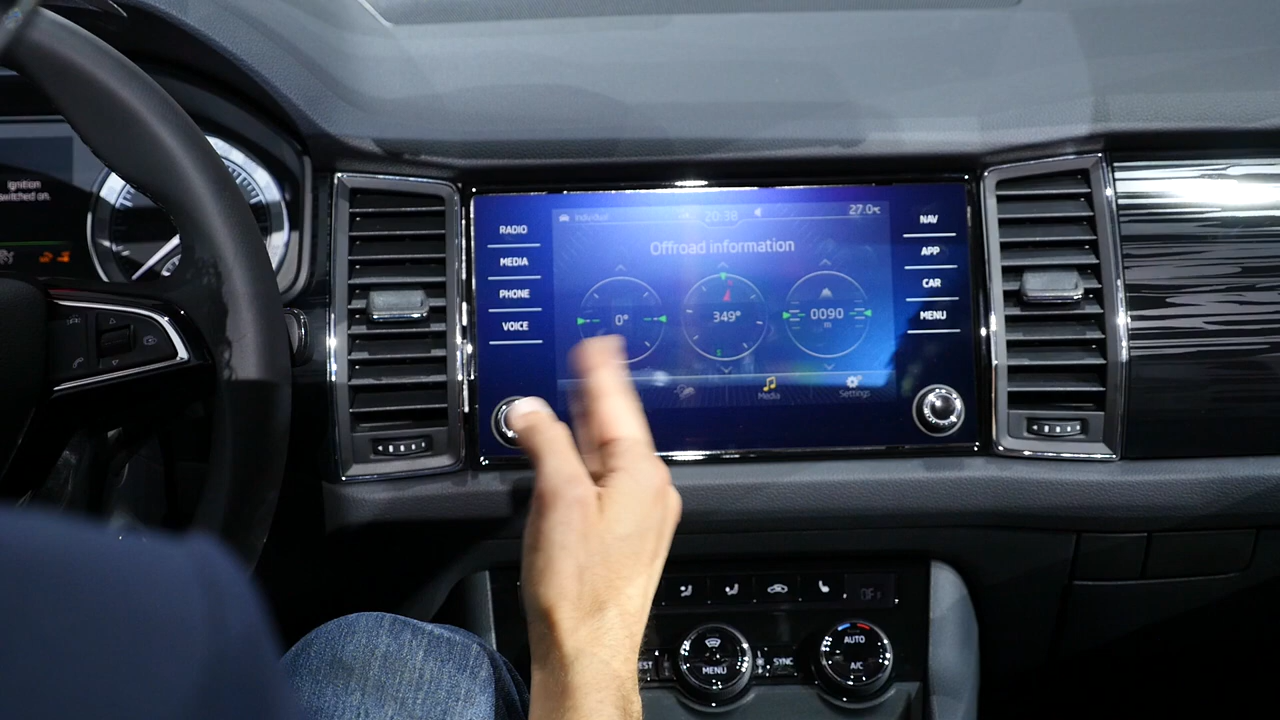 Ignition
switched on.
RADIO
MEDIA
PHONE
VOICE
Individual
20:38
27.0°C
Offroad information
0°
349°
0090
m
S
Media
Settings
NAV
APP
CAR
MENU
OFF
MENU
SYNC
AUTO
A/C